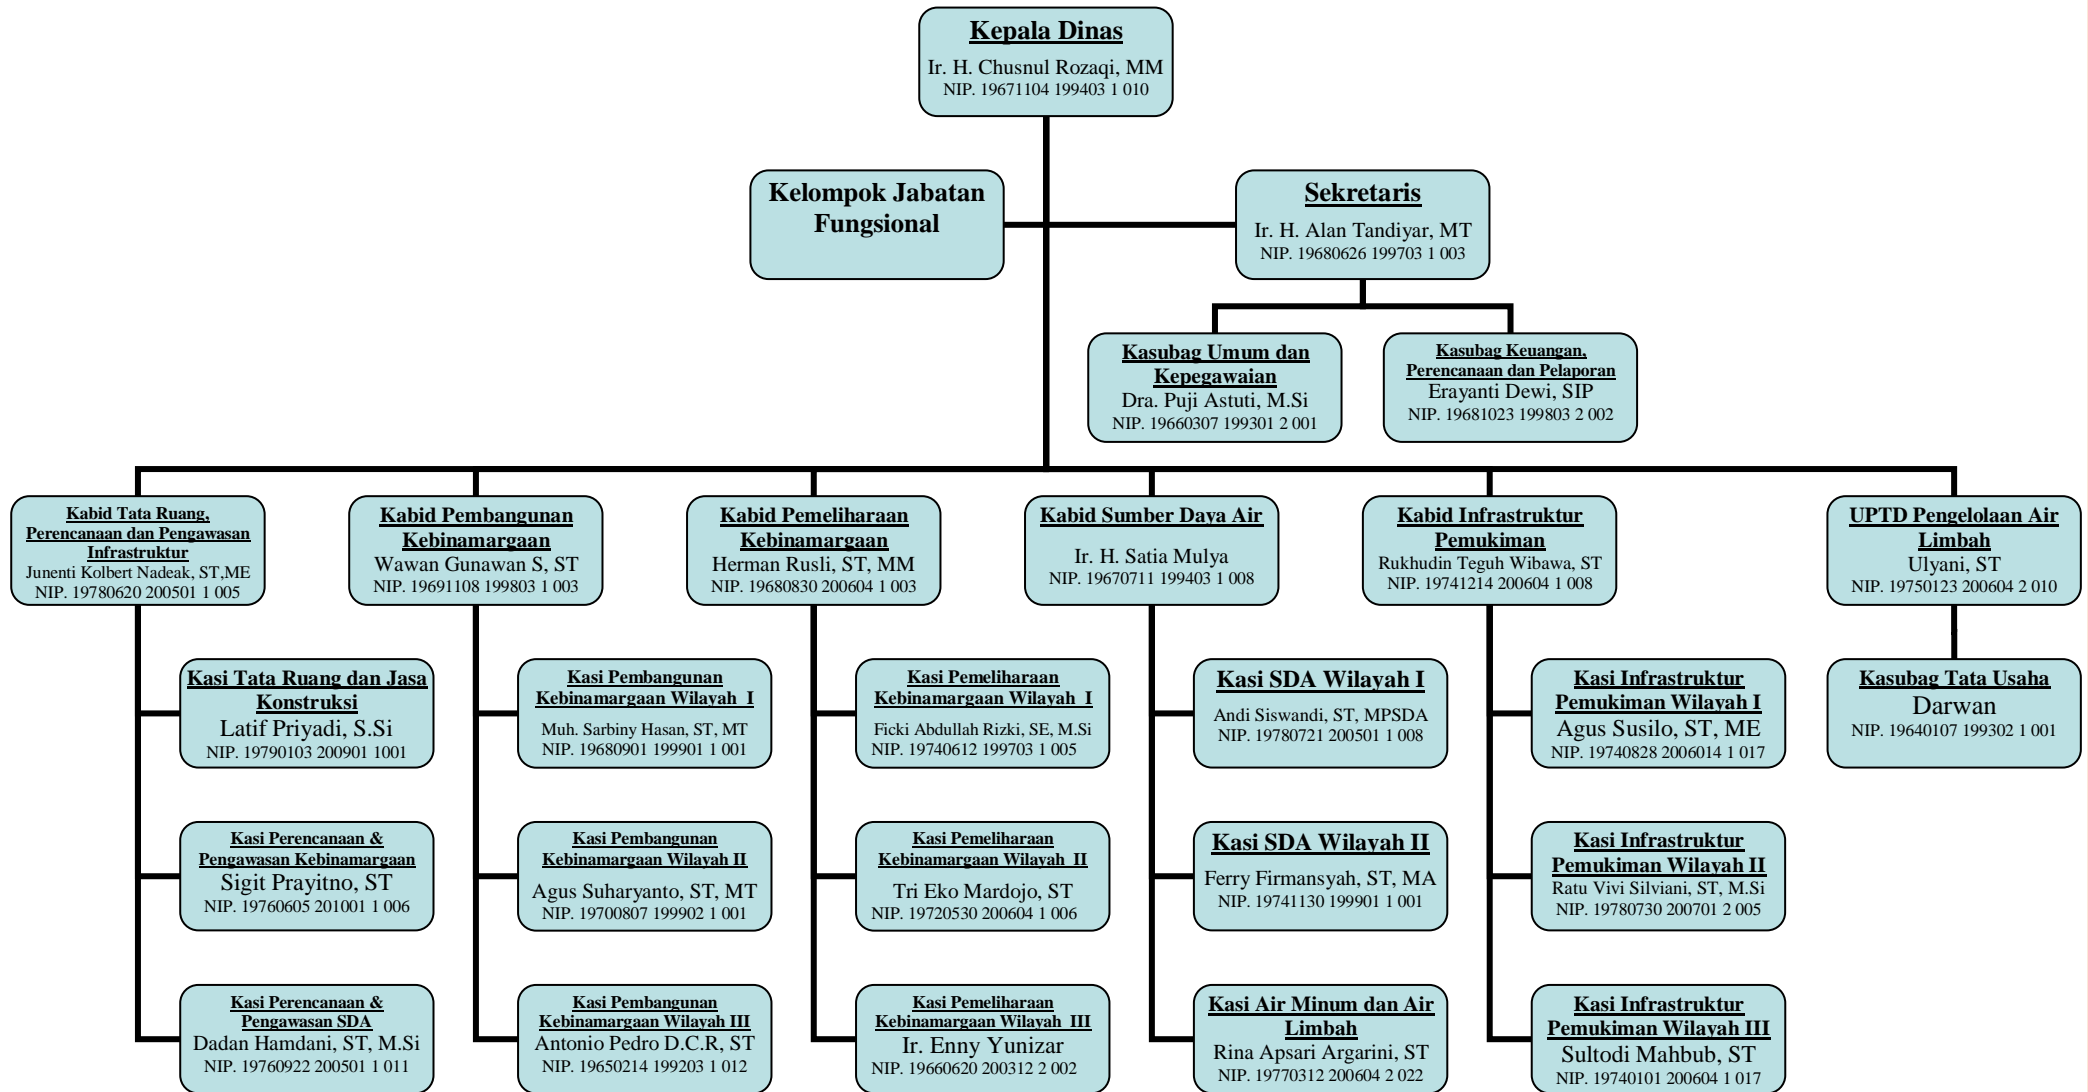 Kepala Dinas
Ir. H. Chusnul Rozaqi, MM
NIP. 19671104 199403 1 010
Kelompok Jabatan
Fungsional
Sekretaris
Ir. H. Alan Tandiyar, MT
NIP. 19680626 199703 1 003
Kasubag Umum dan
Kepegawaian
Dra. Puji Astuti, M.Si
NIP. 19660307 199301 2 001
Kasubag Keuangan,
Perencanaan dan Pelaporan
Erayanti Dewi, SIP
NIP. 19681023 199803 2 002
Kabid Tata Ruang,
Perencanaan dan Pengawasan
Infrastruktur
Junenti Kolbert Nadeak, ST,ME
NIP. 19780620 200501 1 005
Kabid Pembangunan
Kebinamargaan
Wawan Gunawan S, ST
NIP. 19691108 199803 1 003
Kabid Pemeliharaan
Kebinamargaan
Herman Rusli, ST, MM
NIP. 19680830 200604 1 003
Kabid Sumber Daya Air
Ir. H. Satia Mulya
NIP. 19670711 199403 1 008
Kabid Infrastruktur
Pemukiman
Rukhudin Teguh Wibawa, ST
NIP. 19741214 200604 1 008
UPTD Pengelolaan Air
Limbah
Ulyani, ST
NIP. 19750123 200604 2 010
Kasi Tata Ruang dan Jasa
Konstruksi
Latif Priyadi, S.Si
NIP. 19790103 200901 1001
Kasi Pembangunan
Kebinamargaan Wilayah I
Muh. Sarbiny Hasan, ST, MT
NIP. 19680901 199901 1 001
Kasi Pemeliharaan
Kebinamargaan Wilayah I
Ficki Abdullah Rizki, SE, M.Si
NIP. 19740612 199703 1 005
Kasi SDA Wilayah I
Andi Siswandi, ST, MPSDA
NIP. 19780721 200501 1 008
Kasi Infrastruktur
Pemukiman Wilayah I
Agus Susilo, ST, ME
NIP. 19740828 2006014 1 017
Kasubag Tata Usaha
Darwan
NIP. 19640107 199302 1 001
Kasi Perencanaan &
Pengawasan Kebinamargaan
Sigit Prayitno, ST
NIP. 19760605 201001 1 006
Kasi Pembangunan
Kebinamargaan Wilayah II
Agus Suharyanto, ST, MT
NIP. 19700807 199902 1 001
Kasi Pemeliharaan
Kebinamargaan Wilayah II
Tri Eko Mardojo, ST
NIP. 19720530 200604 1 006
Kasi SDA Wilayah II
Ferry Firmansyah, ST, MA
NIP. 19741130 199901 1 001
Kasi Infrastruktur
Pemukiman Wilayah II
Ratu Vivi Silviani, ST, M.Si
NIP. 19780730 200701 2 005
Kasi Perencanaan &
Pengawasan SDA
Dadan Hamdani, ST, M.Si
NIP. 19760922 200501 1 011
Kasi Pembangunan
Kebinamargaan Wilayah III
Antonio Pedro D.C.R, ST
NIP. 19650214 199203 1 012
Kasi Pemeliharaan
Kebinamargaan Wilayah III
Ir. Enny Yunizar
NIP. 19660620 200312 2 002
Kasi Air Minum dan Air
Limbah
Rina Apsari Argarini, ST
NIP. 19770312 200604 2 022
Kasi Infrastruktur
Pemukiman Wilayah III
Sultodi Mahbub, ST
NIP. 19740101 200604 1 017